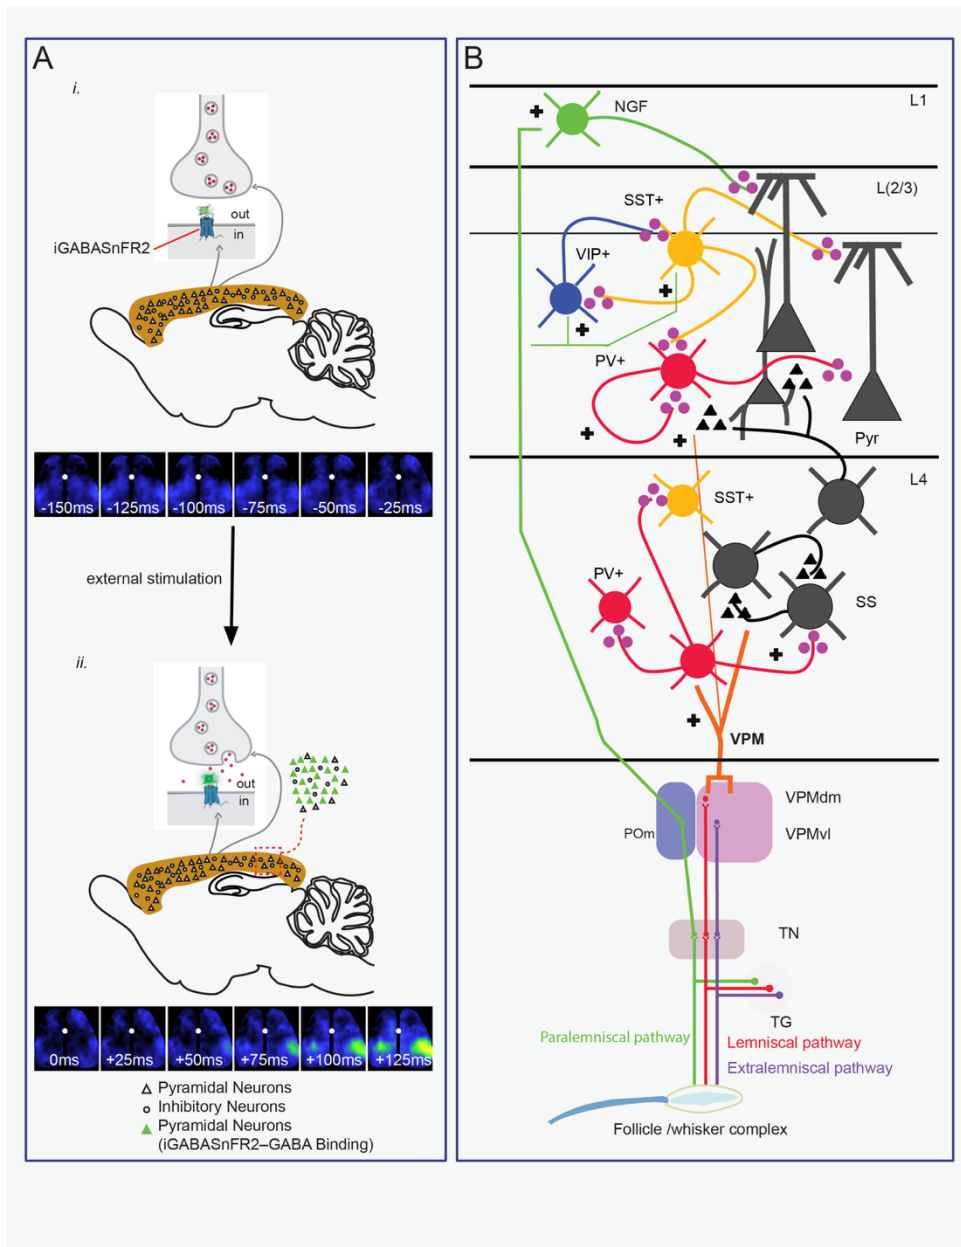 A
i.
out
in
iGABASnFR2
-150ms -125ms -100ms -75ms -50ms -25ms
external stimulation
ii.
out
in
0ms +25ms +50ms +75ms +100ms +125ms
Pyramidal Neurons
Inhibitory Neurons
Pyramidal Neurons
(iGABASnFR2–GABA Binding)
B
L1
NGF
L(2/3)
SST+
VIP+
PV+
Pyr
L4
SST+
PV+
SS
VPM
VPMdm
POm
VPMvl
TN
TG
Paralemniscal pathway
Lemniscal pathway
Extralemniscal pathway
Follicle /whisker complex